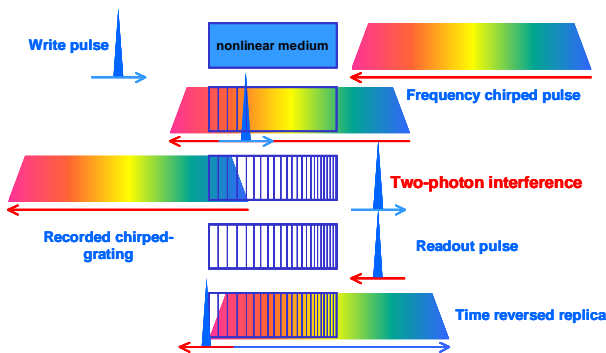 Write pulse
nonlinear medium
Frequency chirped pulse
Two-photon interference
Recorded chirped-
grating
Readout pulse
Time reversed replica